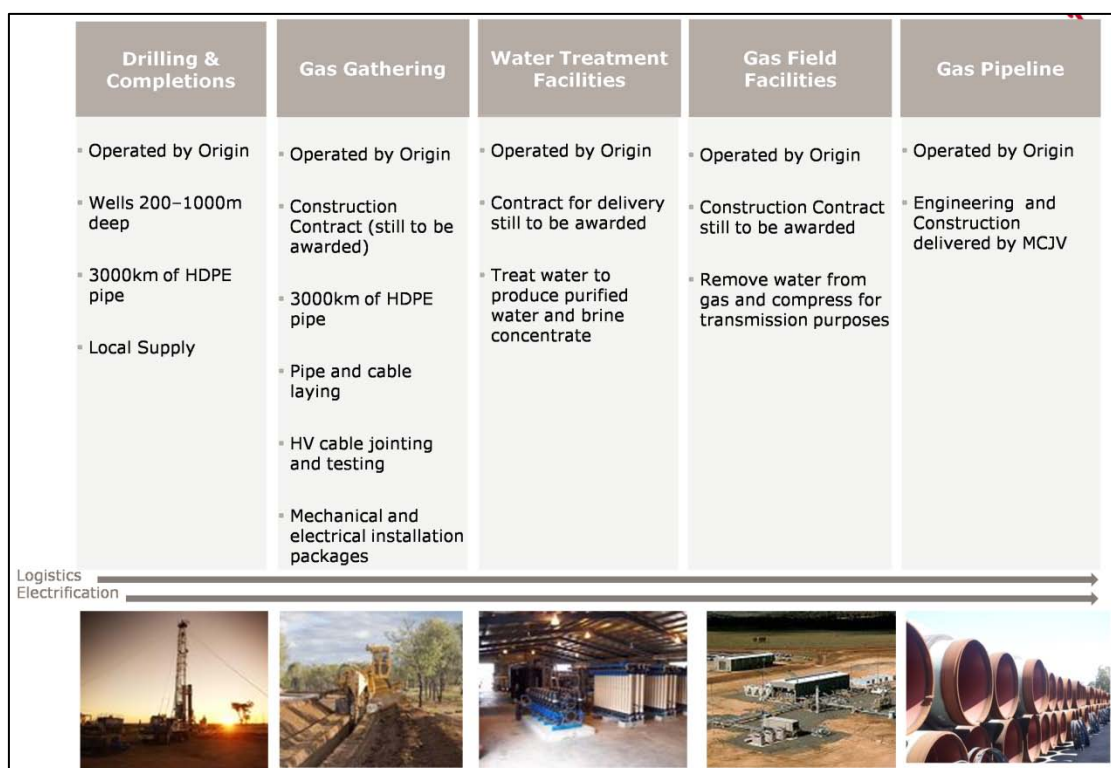 Drilling &
Completions
Gas Gathering
Water Treatment
Facilities
Gas Field
Facilities
Gas Pipeline
▪ Operated by Origin
▪ Wells 200–1000m
deep
▪ 3000km of HDPE
pipe
▪ Local Supply
▪ Operated by Origin
▪ Construction
Contract (still to be
awarded)
▪ 3000km of HDPE
pipe
▪ Pipe and cable
laying
▪ HV cable jointing
and testing
▪ Mechanical and
electrical installation
packages
▪ Operated by Origin
▪ Contract for delivery
still to be awarded
▪ Treat water to
produce purified
water and brine
concentrate
▪ Operated by Origin
▪ Construction Contract
still to be awarded
▪ Remove water from
gas and compress for
transmission purposes
▪ Operated by Origin
▪ Engineering and
Construction
delivered by MCJV
Logistics
Electrification